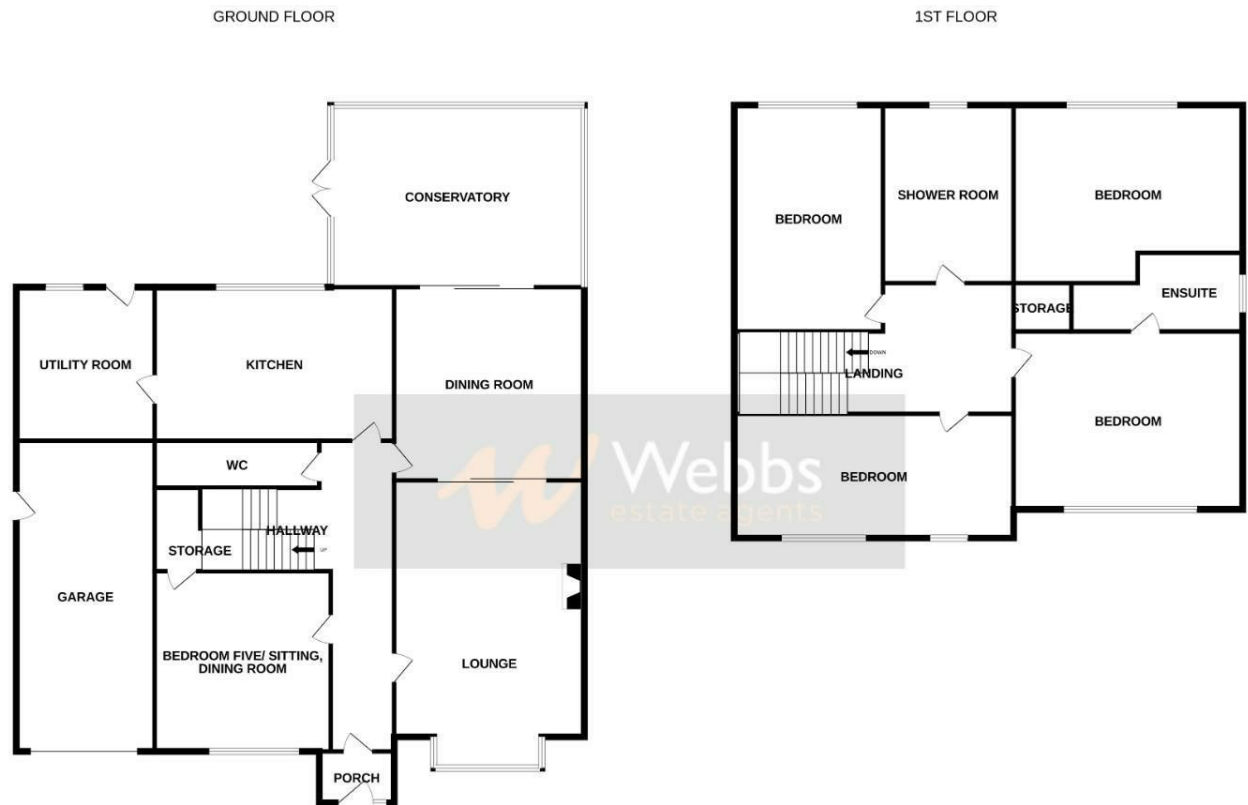 GROUND FLOOR
1ST FLOOR
CONSERVATORY
UTILITY ROOM
KITCHEN
DINING ROOM
WC
HALLWAY
UP
STORAGE
GARAGE
BEDROOM FIVE/ SITTING,
DINING ROOM
LOUNGE
PORCH
BEDROOM
SHOWER ROOM
BEDROOM
STORAGE
ENSUITE
DOWN
LANDING
BEDROOM
BEDROOM
Webbs
estate agents